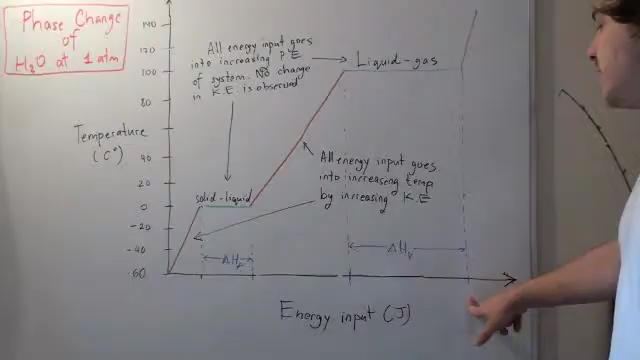 Phase Change
of
H₂O at 1 atm
140
120
100
80
Temperature
(C°)
40
20
0
-20
-40
-60
All energy input goes
into increasing P.E
of system. No change
in K.E. is observed
Liquid-gas
solid-liquid
All energy input goes
into increasing temp
by increasing K.E
ΔHf
ΔHv
Energy input (J)